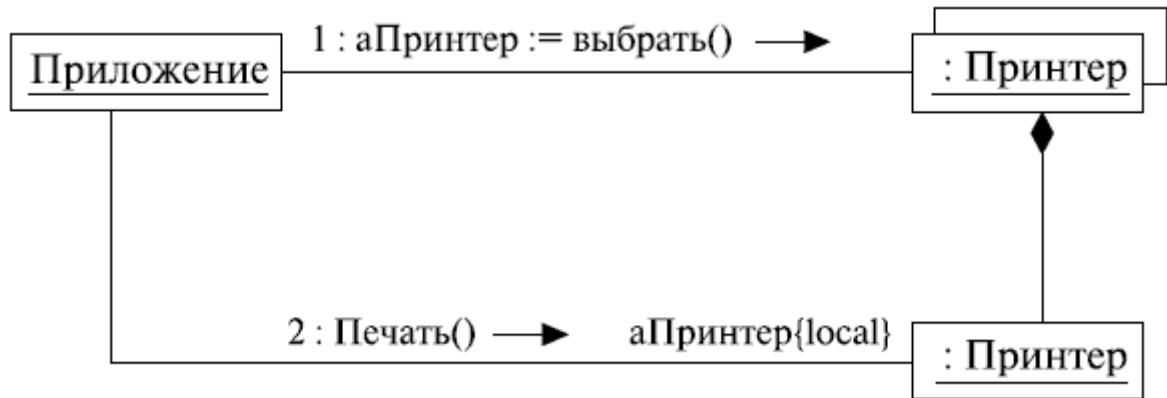 1 : аПринтер := выбрать()
Приложение
: Принтер
2 : Печать()
аПринтер{local}
: Принтер